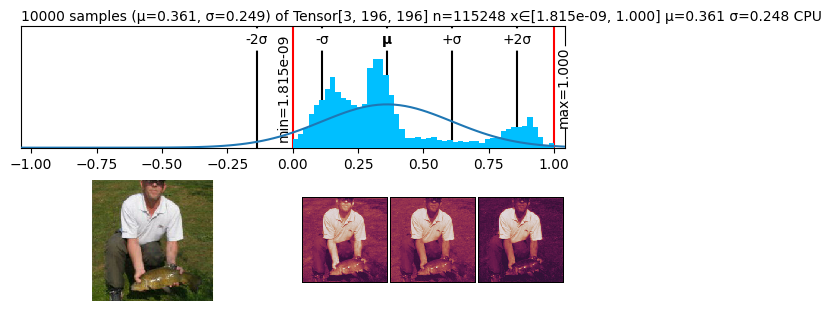 10000 samples (μ=0.361, σ=0.249) of Tensor[3, 196, 196] n=115248 x∈[1.815e-09, 1.000] μ=0.361 σ=0.248 CPU
-2σ -σ μ +σ +2σ
min=1.815e-09
max=1.000
−1.00 −0.75 −0.50 −0.25 0.00 0.25 0.50 0.75 1.00